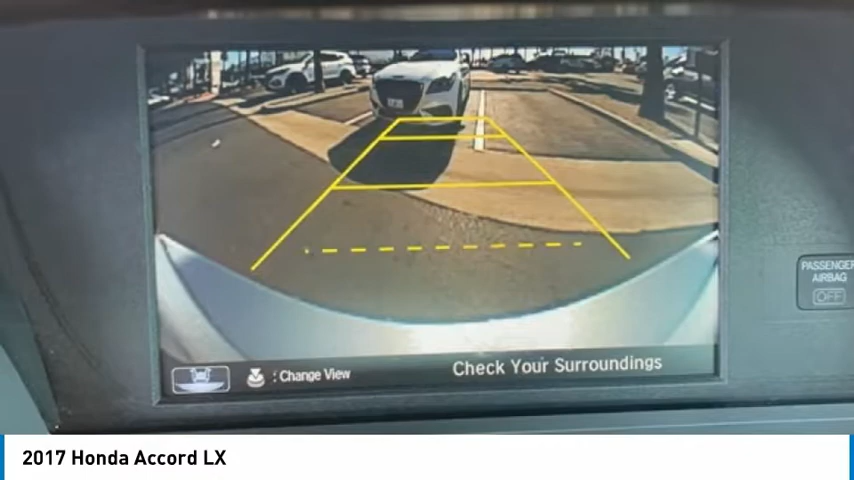 PASSENGER
AIRBAG
OFF
: Change View
Check Your Surroundings
2017 Honda Accord LX